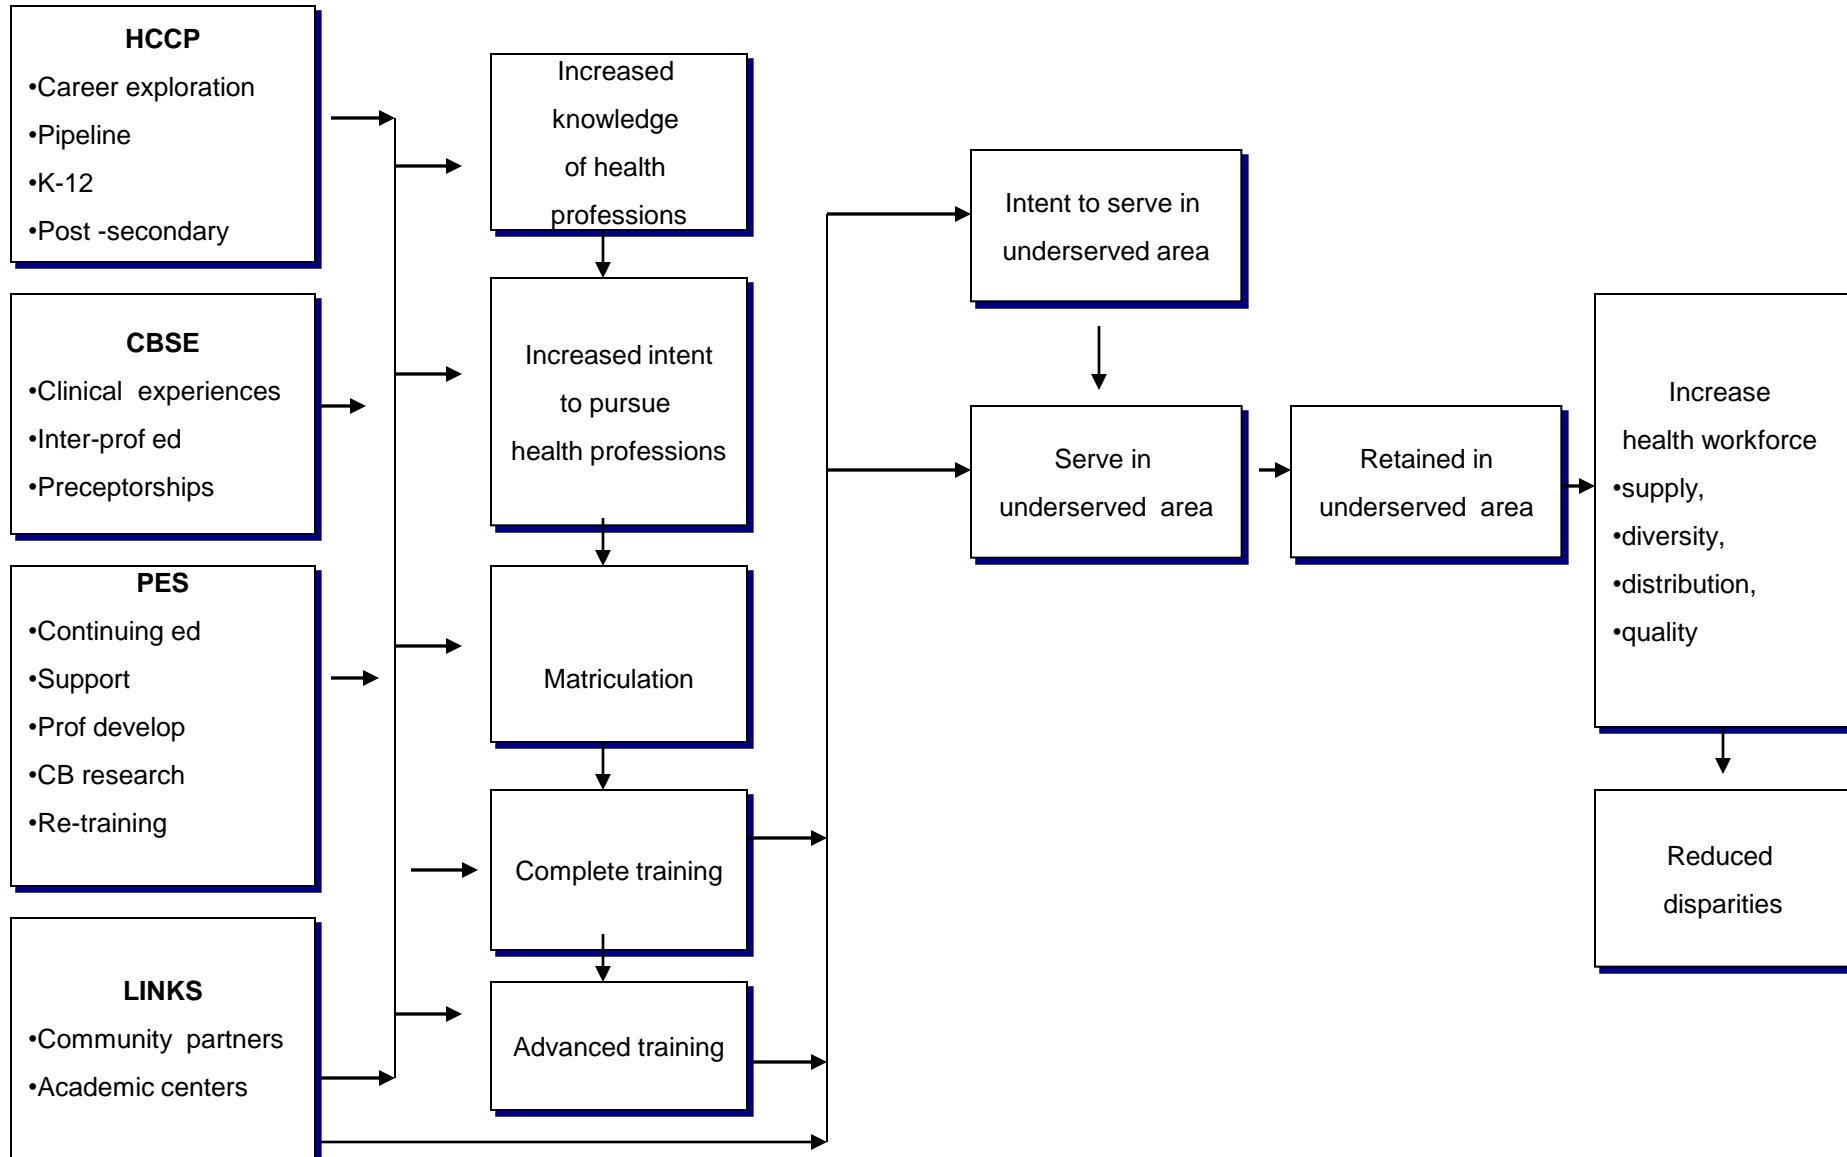 HCCP
•Career exploration
•Pipeline
•K-12
•Post -secondary
CBSE
•Clinical experiences
•Inter-prof ed
•Preceptorships
PES
•Continuing ed
•Support
•Prof develop
•CB research
•Re-training
LINKS
•Community partners
•Academic centers
Increased
knowledge
of health
professions
Increased intent
to pursue
health professions
Matriculation
Complete training
Advanced training
Intent to serve in
underserved area
Serve in
underserved area
Retained in
underserved area
Increase
health workforce
•supply,
•diversity,
•distribution,
•quality
Reduced
disparities